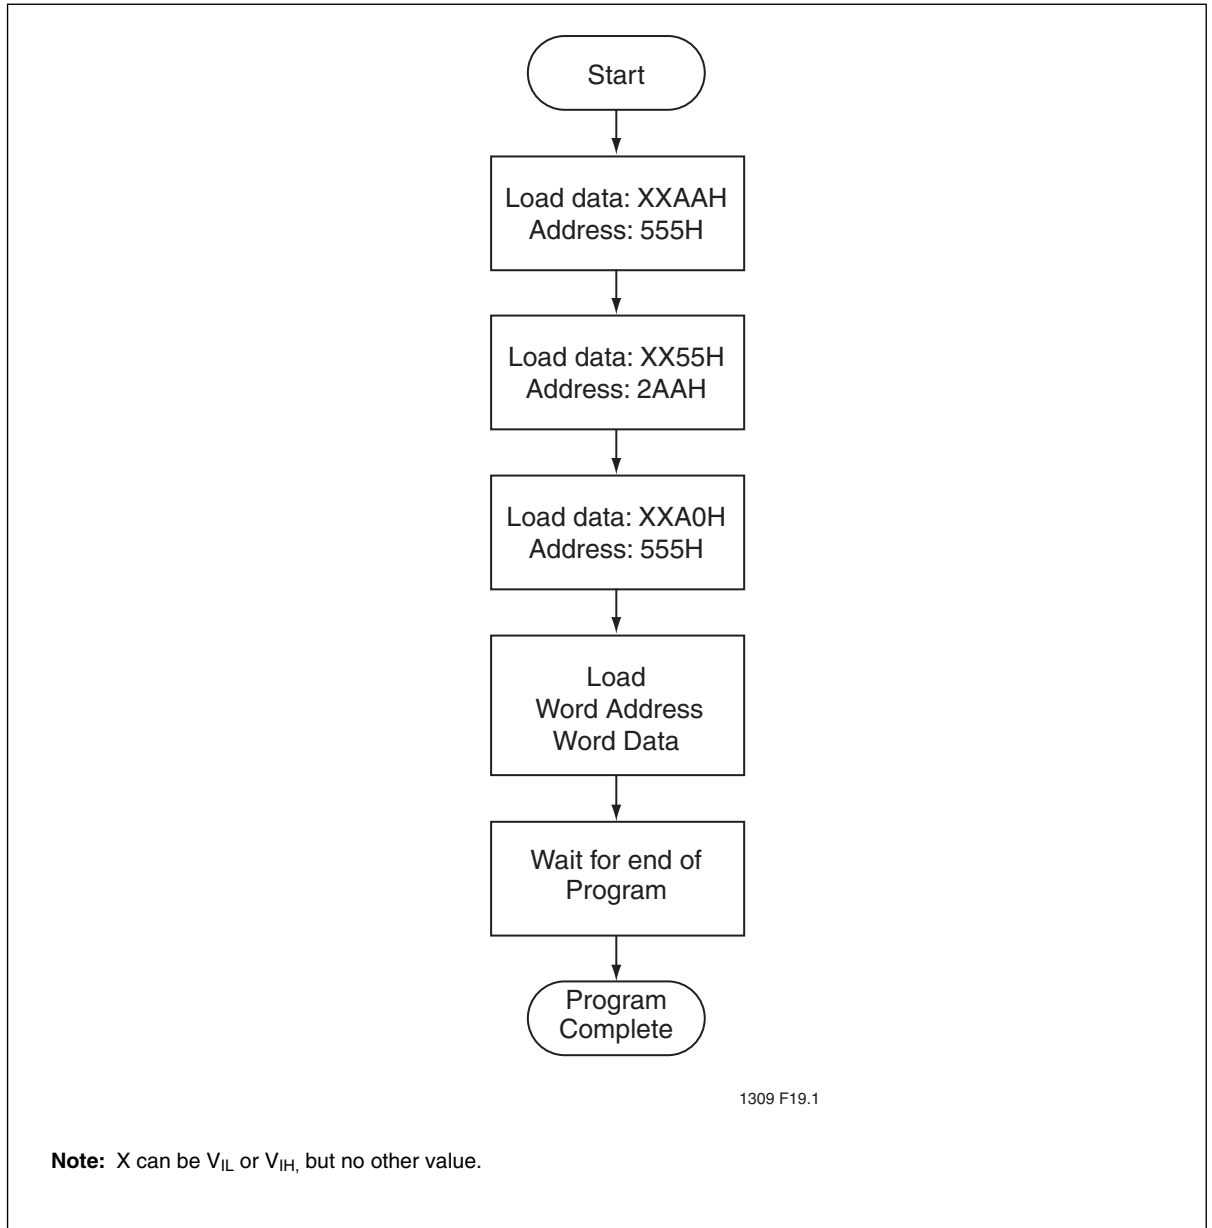 Start
Load data: XXAAH
Address: 555H
Load data: XX55H
Address: 2AAH
Load data: XXA0H
Address: 555H
Load
Word Address
Word Data
Wait for end of
Program
Program
Complete
1309 F19.1
Note: X can be VIL or VIH, but no other value.